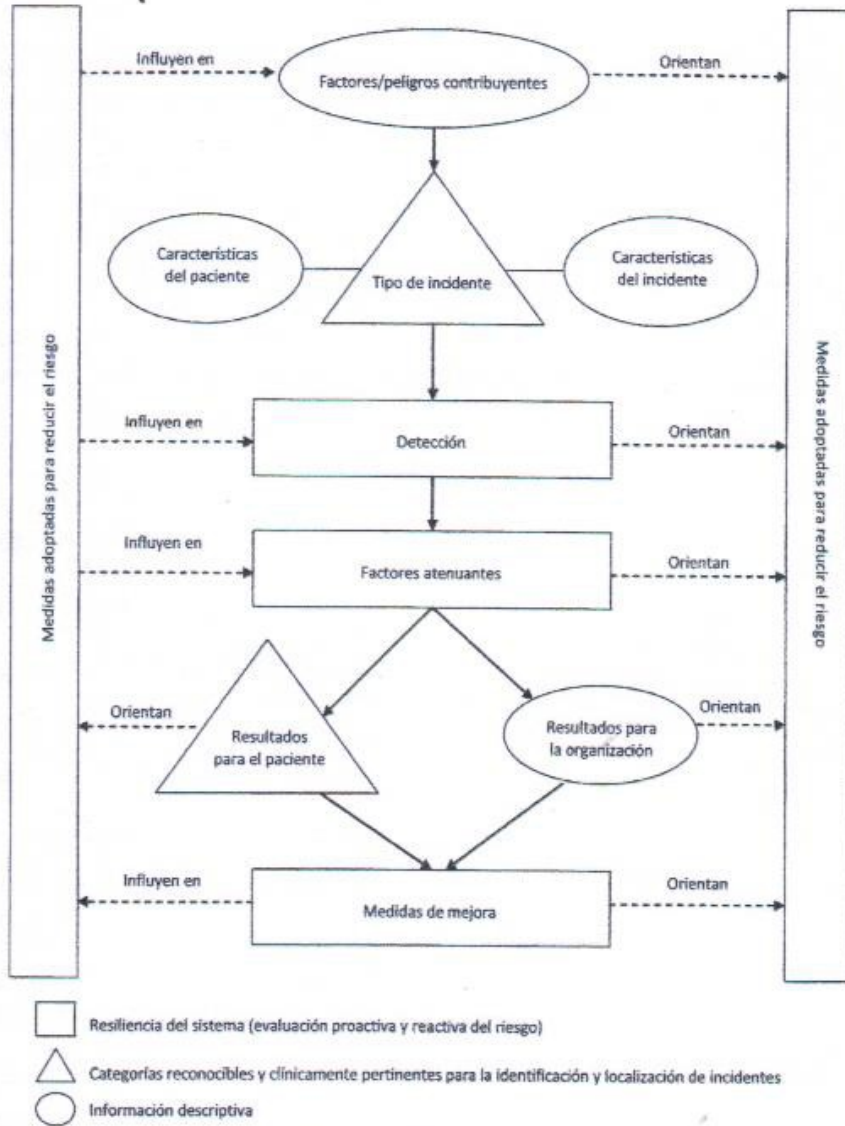 Influyen en
Factores/peligros contribuyentes
Orientan
Características
del paciente
Tipo de incidente
Características
del incidente
Medidas adoptadas para reducir el riesgo
Medidas adoptadas para reducir el riesgo
Influyen en
Detección
Orientan
Influyen en
Factores atenuantes
Orientan
Orientan
Resultados
para el paciente
Resultados para
la organización
Orientan
Influyen en
Medidas de mejora
Orientan
Resiliencia del sistema (evaluación proactiva y reactiva del riesgo)
Categorías reconocibles y clínicamente pertinentes para la identificación y localización de incidentes
Información descriptiva